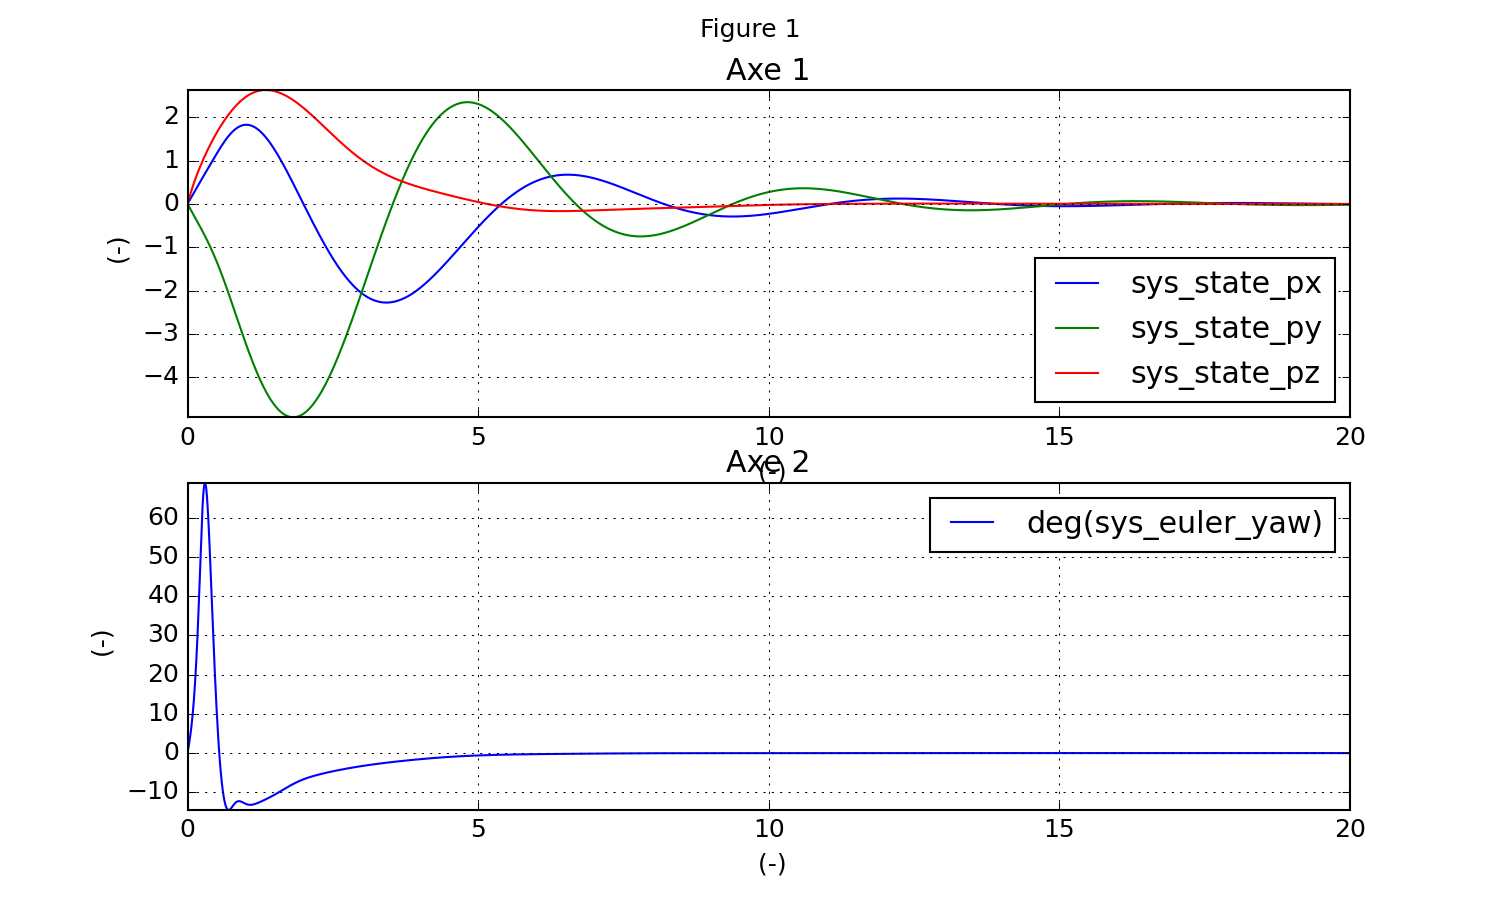 Figure 1
Axe 1
2
1
0
−1
−2
−3
−4
(-)
sys_state_px
sys_state_py
sys_state_pz
0 5 10 15 20
(-)
Axe 2
60
50
40
30
20
10
0
−10
(-)
deg(sys_euler_yaw)
0 5 10 15 20
(-)